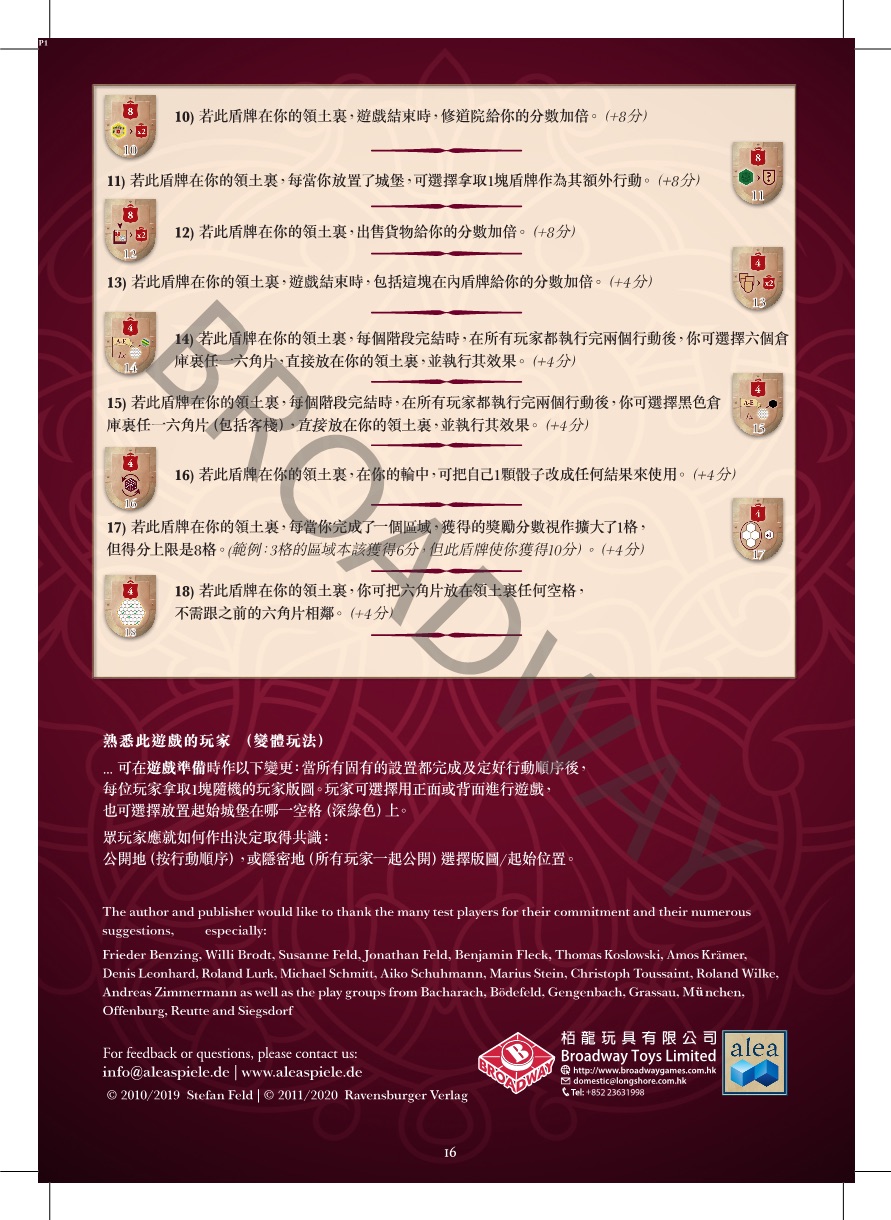 P1
8
x2
10
10) 若此盾牌在你的領土裏，遊戲結束時，修道院給你的分數加倍。(+8分)
11) 若此盾牌在你的領土裏，每當你放置了城堡，可選擇拿取1塊盾牌作為其額外行動。(+8分)
8
?
11
8
x2
12
12) 若此盾牌在你的領土裏，出售貨物給你的分數加倍。(+8分)
13) 若此盾牌在你的領土裏，遊戲結束時，包括這塊在內盾牌給你的分數加倍。(+4分)
4
x2
13
4
A-E
1x
14
14) 若此盾牌在你的領土裏，每個階段完結時，在所有玩家都執行完兩個行動後，你可選擇六個倉
庫裏任一六角片，直接放在你的領土裏，並執行其效果。(+4分)
15) 若此盾牌在你的領土裏，每個階段完結時，在所有玩家都執行完兩個行動後，你可選擇黑色倉
庫裏任一六角片（包括客棧），直接放在你的領土裏，並執行其效果。(+4分)
4
A-E
1x
15
4
16
16) 若此盾牌在你的領土裏，在你的輪中，可把自己1顆骰子改成任何結果來使用。(+4分)
17) 若此盾牌在你的領土裏，每當你完成了一個區域，獲得的獎勵分數視作擴大了1格，
但得分上限是8格。(範例：3格的區域本該獲得6分，但此盾牌使你獲得10分)。(+4分)
4
+1
17
4
18
18) 若此盾牌在你的領土裏，你可把六角片放在領土裏任何空格，
不需跟之前的六角片相鄰。(+4分)
BROADWAY
熟悉此遊戲的玩家 （變體玩法）
... 可在遊戲準備時作以下變更：當所有固有的設置都完成及定好行動順序後，
每位玩家拿取1塊隨機的玩家版圖。玩家可選擇用正面或背面進行遊戲，
也可選擇放置起始城堡在哪一空格（深綠色）上。
眾玩家應就如何作出決定取得共識：
公開地（按行動順序），或隱密地（所有玩家一起公開）選擇版圖/起始位置。
The author and publisher would like to thank the many test players for their commitment and their numerous
suggestions, especially:
Frieder Benzing, Willi Brodt, Susanne Feld, Jonathan Feld, Benjamin Fleck, Thomas Koslowski, Amos Krämer,
Denis Leonhard, Roland Lurk, Michael Schmitt, Aiko Schuhmann, Marius Stein, Christoph Toussaint, Roland Wilke,
Andreas Zimmermann as well as the play groups from Bacharach, Bödefeld, Gengenbach, Grassau, München,
Offenburg, Reutte and Siegsdorf
For feedback or questions, please contact us:
info@aleaspiele.de | www.aleaspiele.de
© 2010/2019 Stefan Feld | © 2011/2020 Ravensburger Verlag
B
BROADWAY
栢龍玩具有限公司
Broadway Toys Limited
http://www.broadwaygames.com.hk
domestic@longshore.com.hk
Tel: +852 23631998
alea
16